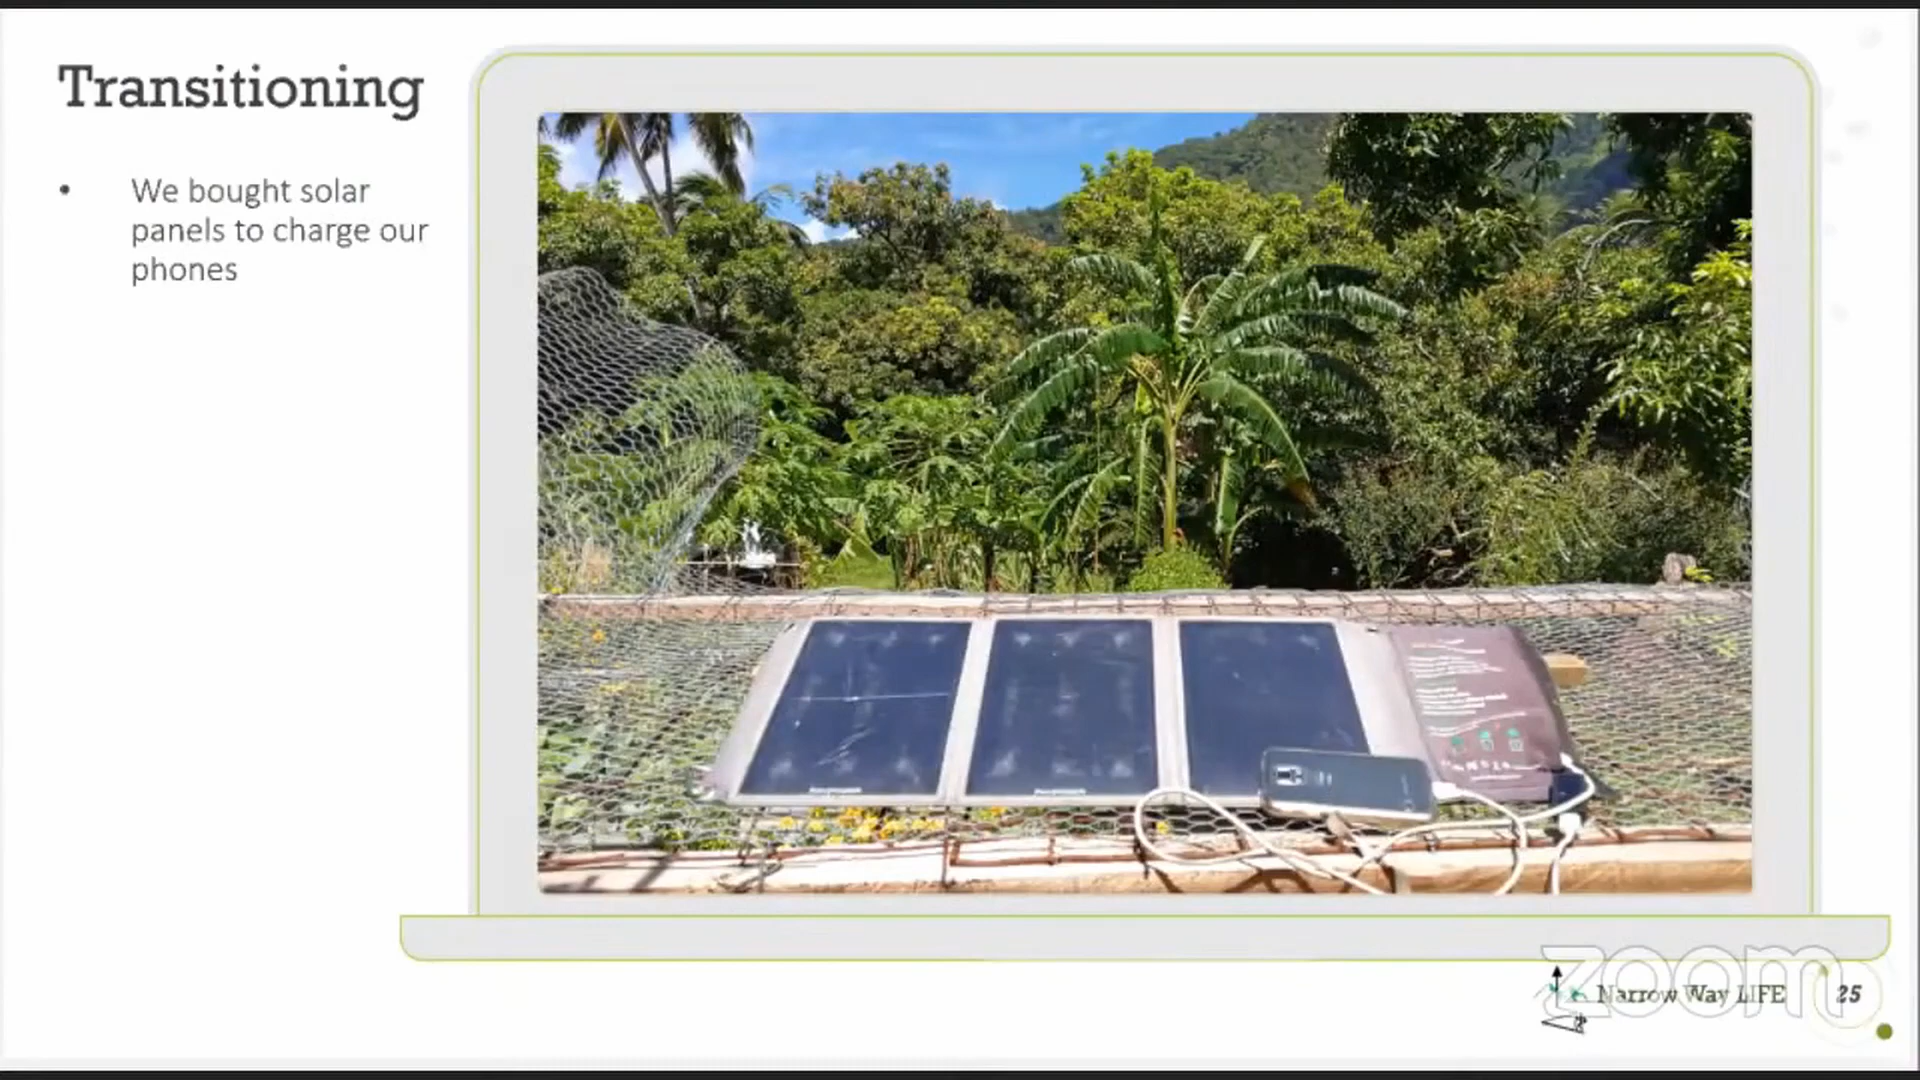 Transitioning
• We bought solar
panels to charge our
phones
zoom
Narrow Way LIFE
25